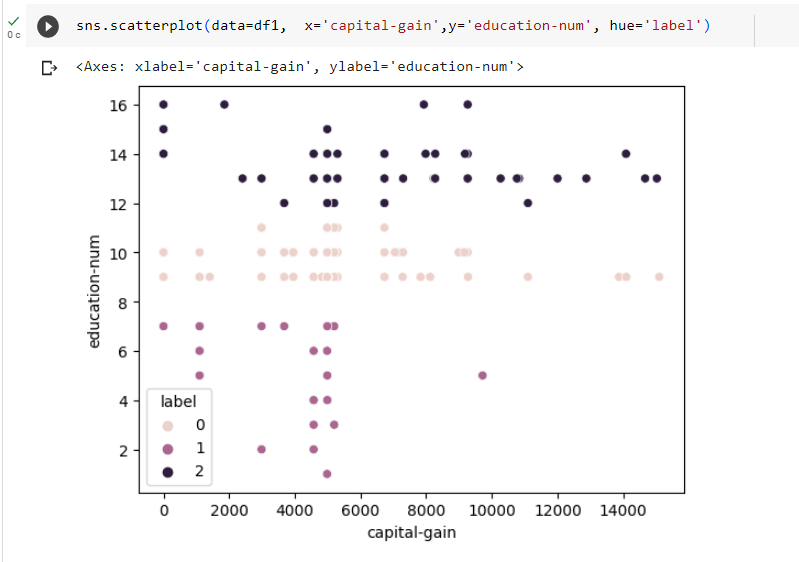 sns.scatterplot(data=df1,  x='capital-gain',y='education-num', hue='label')
0 с
<Axes: xlabel='capital-gain', ylabel='education-num'>
16
14
12
10
8
6
4
2
education-num
label
0
1
2
0 2000 4000 6000 8000 10000 12000 14000
capital-gain